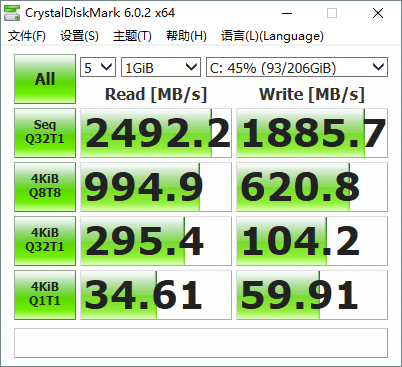 CrystalDiskMark 6.0.2 x64
文件(F) 设置(S) 主题(T) 帮助(H) 语言(L)(Language)
All 5 1GiB C: 45% (93/206GiB)
Read [MB/s] Write [MB/s]
Seq
Q32T1 2492.2 1885.7
4KiB
Q8T8 994.9 620.8
4KiB
Q32T1 295.4 104.2
4KiB
Q1T1 34.61 59.91